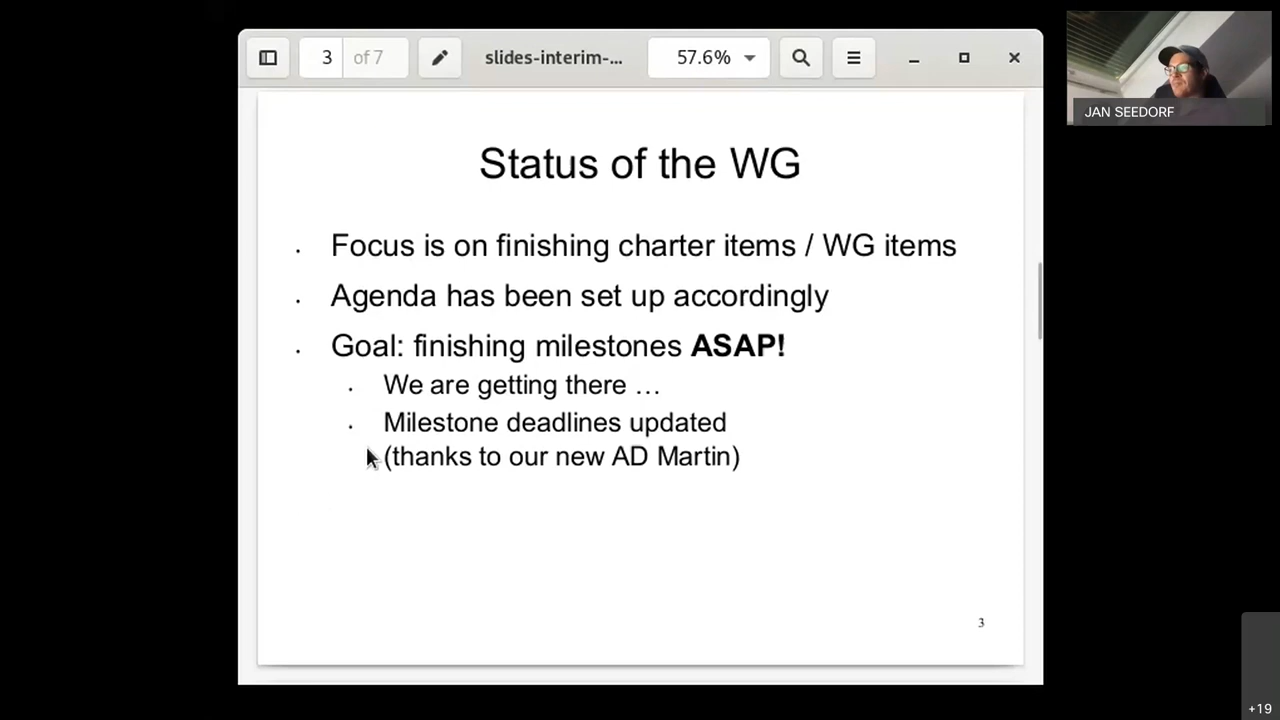 3 of 7 slides-interim-... 57.6%
JAN SEEDORF
Status of the WG
Focus is on finishing charter items / WG items
Agenda has been set up accordingly
Goal: finishing milestones ASAP!
We are getting there …
Milestone deadlines updated
(thanks to our new AD Martin)
3
+19